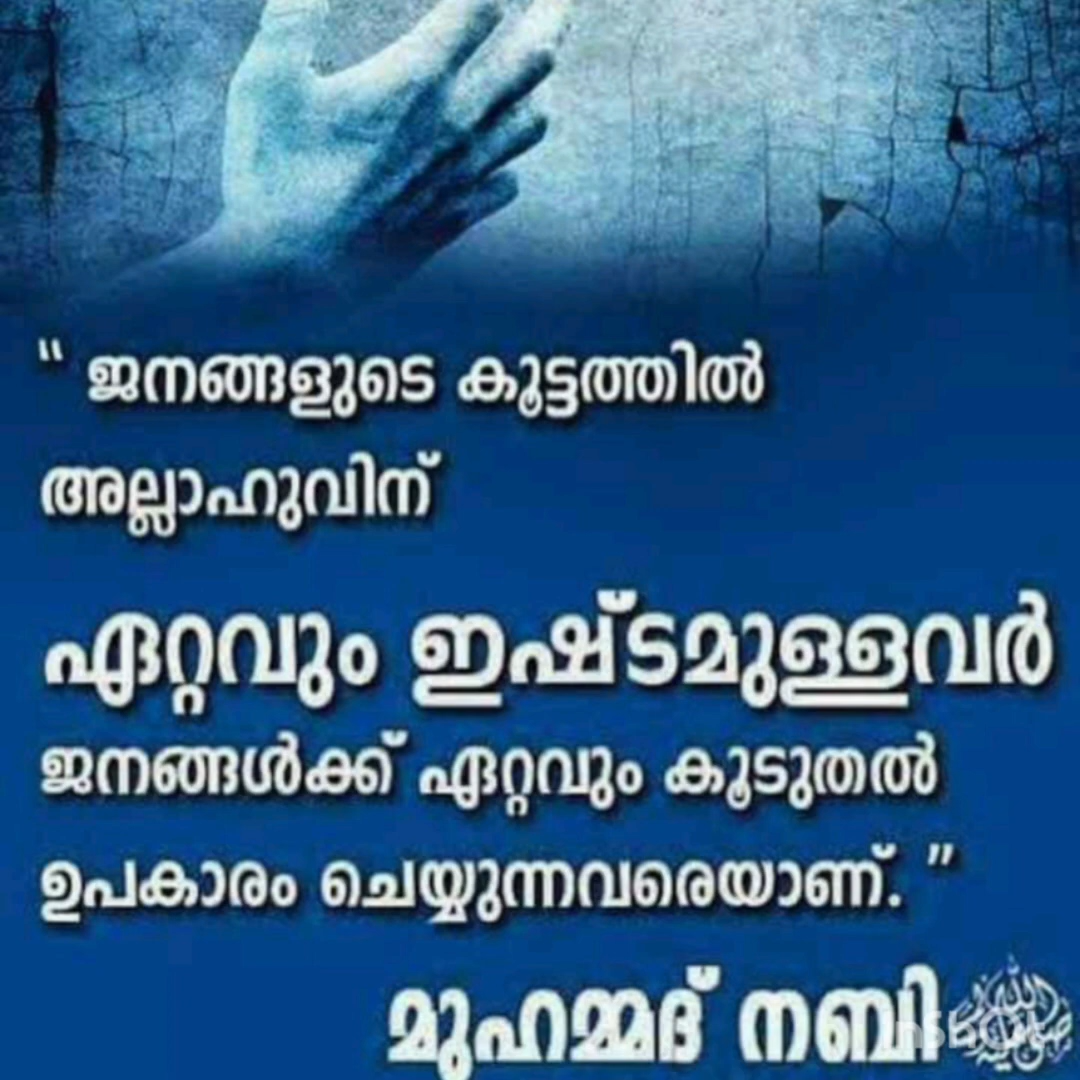 “ ജനങ്ങളുടെ കൂട്ടത്തിൽ
അല്ലാഹുവിന്
ഏറ്റവും ഇഷ്ടമുള്ളവർ
ജനങ്ങൾക്ക് ഏറ്റവും കൂടുതൽ
ഉപകാരം ചെയ്യുന്നവരെയാണ്. ”
മുഹമ്മദ് നബി
InShot